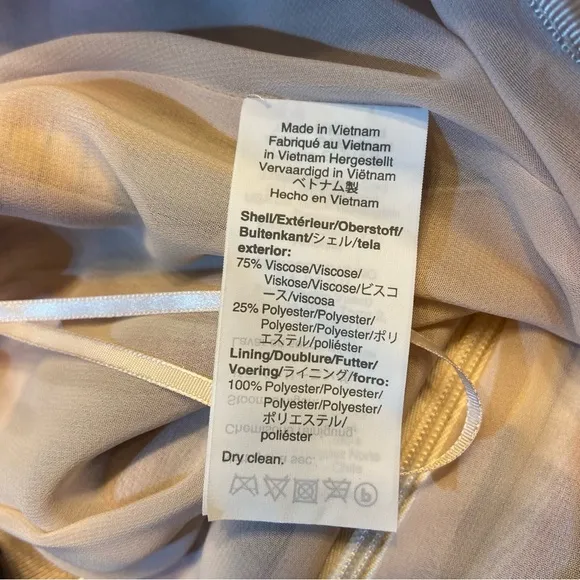 Made in Vietnam
Fabriqué au Vietnam
in Vietnam Hergestellt
Vervaardigd in Viëtnam
ベトナム製
Hecho en Vietnam
Shell/Extérieur/Oberstoff/
Buitenkant/シェル/tela
exterior:
75% Viscose/Viscose/
Viskose/Viscose/ビスコ
ース/viscosa
25% Polyester/Polyester/
Polyester/Polyester/ポリ
エステル/poliéster
Lining/Doublure/Futter/
Voering/ライニング/forro:
100% Polyester/Polyester/
Polyester/Polyester/
ポリエステル/
poliéster
Dry clean.
P